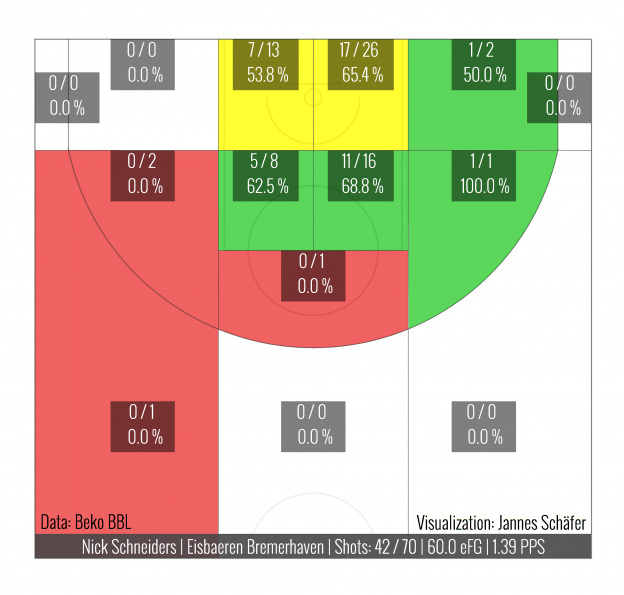 0 / 0
0.0 %
7 / 13
53.8 %
17 / 26
65.4 %
1 / 2
50.0 %
0 / 0
0.0 %
0 / 0
0.0 %
0 / 2
0.0 %
5 / 8
62.5 %
11 / 16
68.8 %
1 / 1
100.0 %
0 / 1
0.0 %
0 / 1
0.0 %
0 / 0
0.0 %
0 / 0
0.0 %
Data: Beko BBL
Visualization: Jannes Schäfer
Nick Schneiders | Eisbaeren Bremerhaven | Shots: 42 / 70 | 60.0 eFG | 1.39 PPS